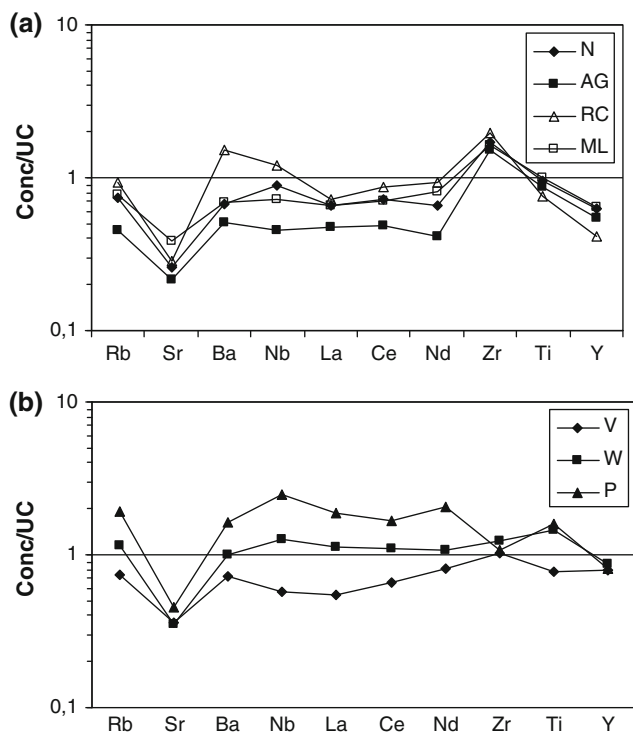 (a)
10
1
0,1
Conc/UC
N
AG
RC
ML
Rb Sr Ba Nb La Ce Nd Zr Ti Y
(b)
10
1
0,1
Conc/UC
V
W
P
Rb Sr Ba Nb La Ce Nd Zr Ti Y